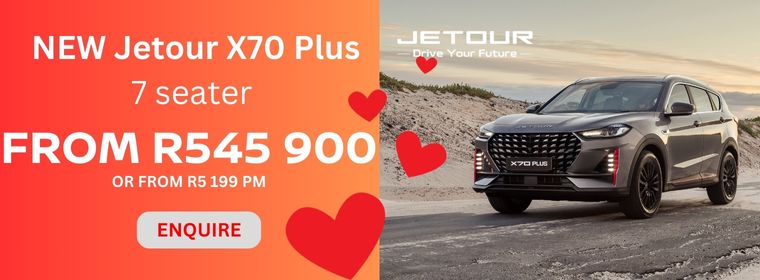 NEW Jetour X70 Plus
7 seater
FROM R545 900
OR FROM R5 199 PM
ENQUIRE
JETOUR
Drive Your Future
X70 PLUS